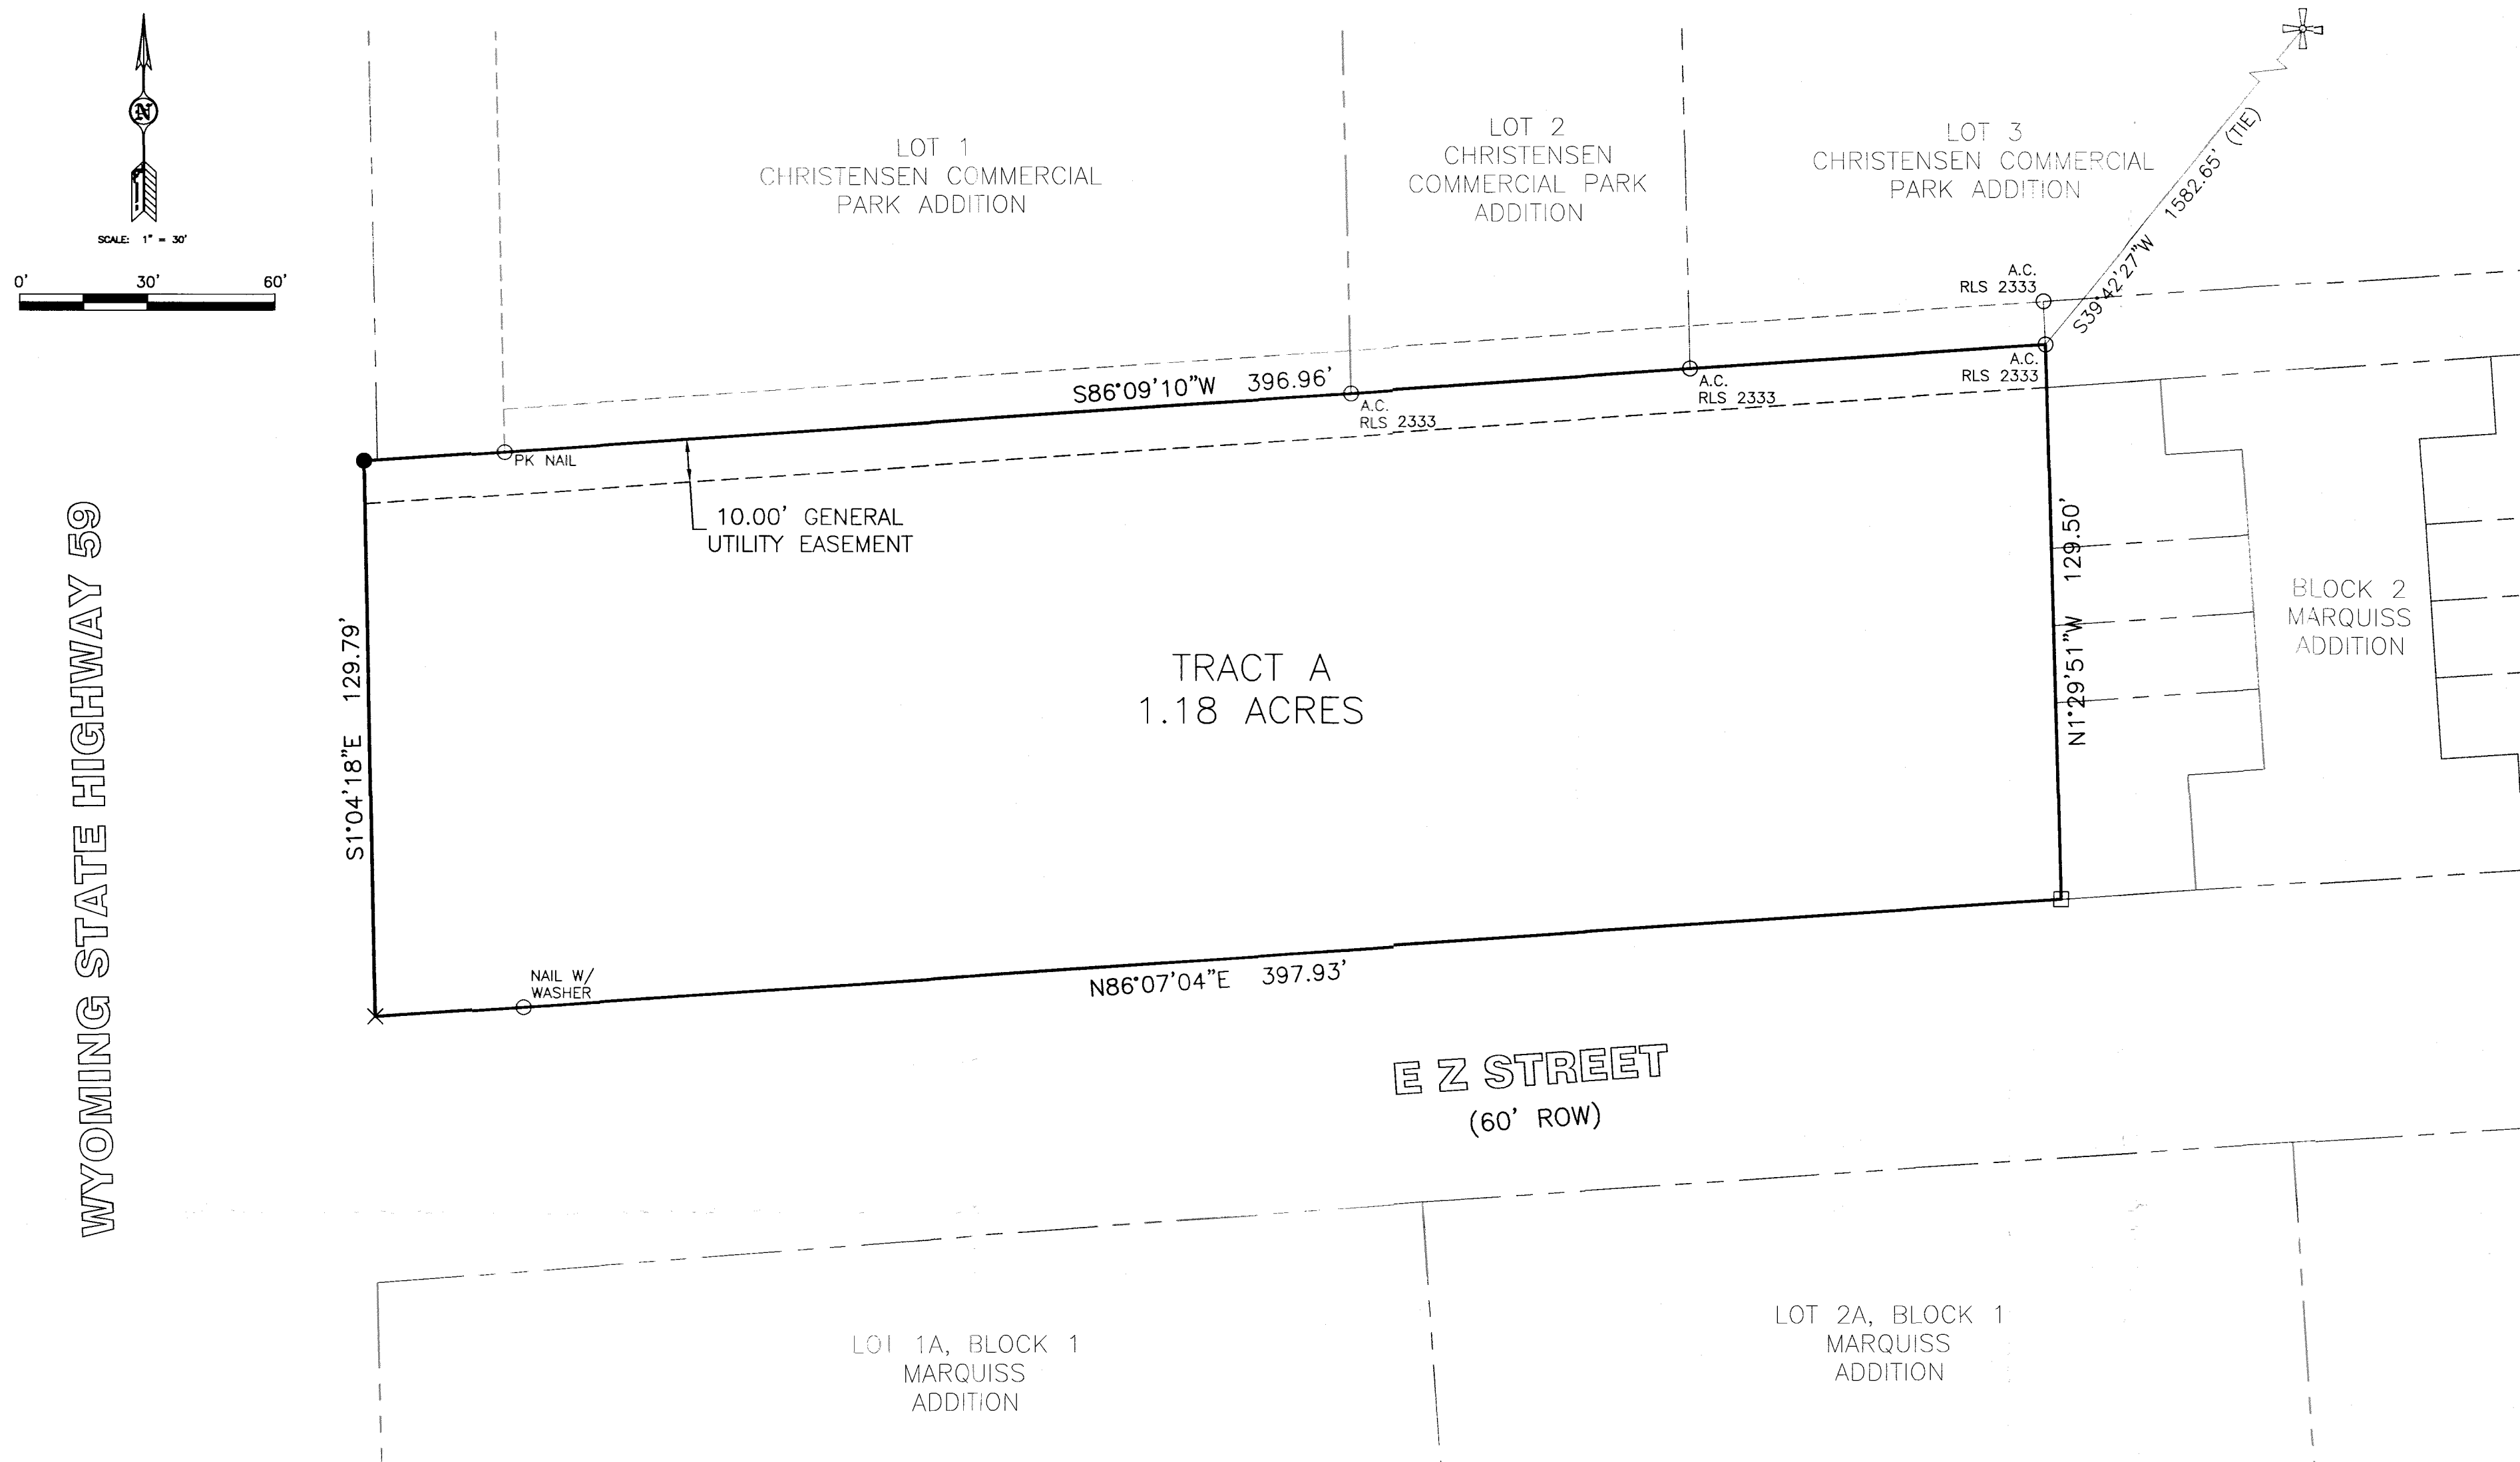 N
SCALE: 1" = 30'
0' 30' 60'
LOT 1
CHRISTENSEN COMMERCIAL
PARK ADDITION
LOT 2
CHRISTENSEN
COMMERCIAL PARK
ADDITION
LOT 3
CHRISTENSEN COMMERCIAL
PARK ADDITION
S39°42'27"W 1582.65' (TIE)
A.C.
RLS 2333
A.C.
RLS 2333
A.C.
RLS 2333
A.C.
RLS 2333
S86°09'10"W 396.96'
PK NAIL
10.00' GENERAL
UTILITY EASEMENT
WYOMING STATE HIGHWAY 59
S1°04'18"E 129.79'
TRACT A
1.18 ACRES
N1°29'51"W 129.50'
BLOCK 2
MARQUISS
ADDITION
NAIL W/
WASHER
N86°07'04"E 397.93'
E Z STREET
(60' ROW)
LOT 1A, BLOCK 1
MARQUISS
ADDITION
LOT 2A, BLOCK 1
MARQUISS
ADDITION